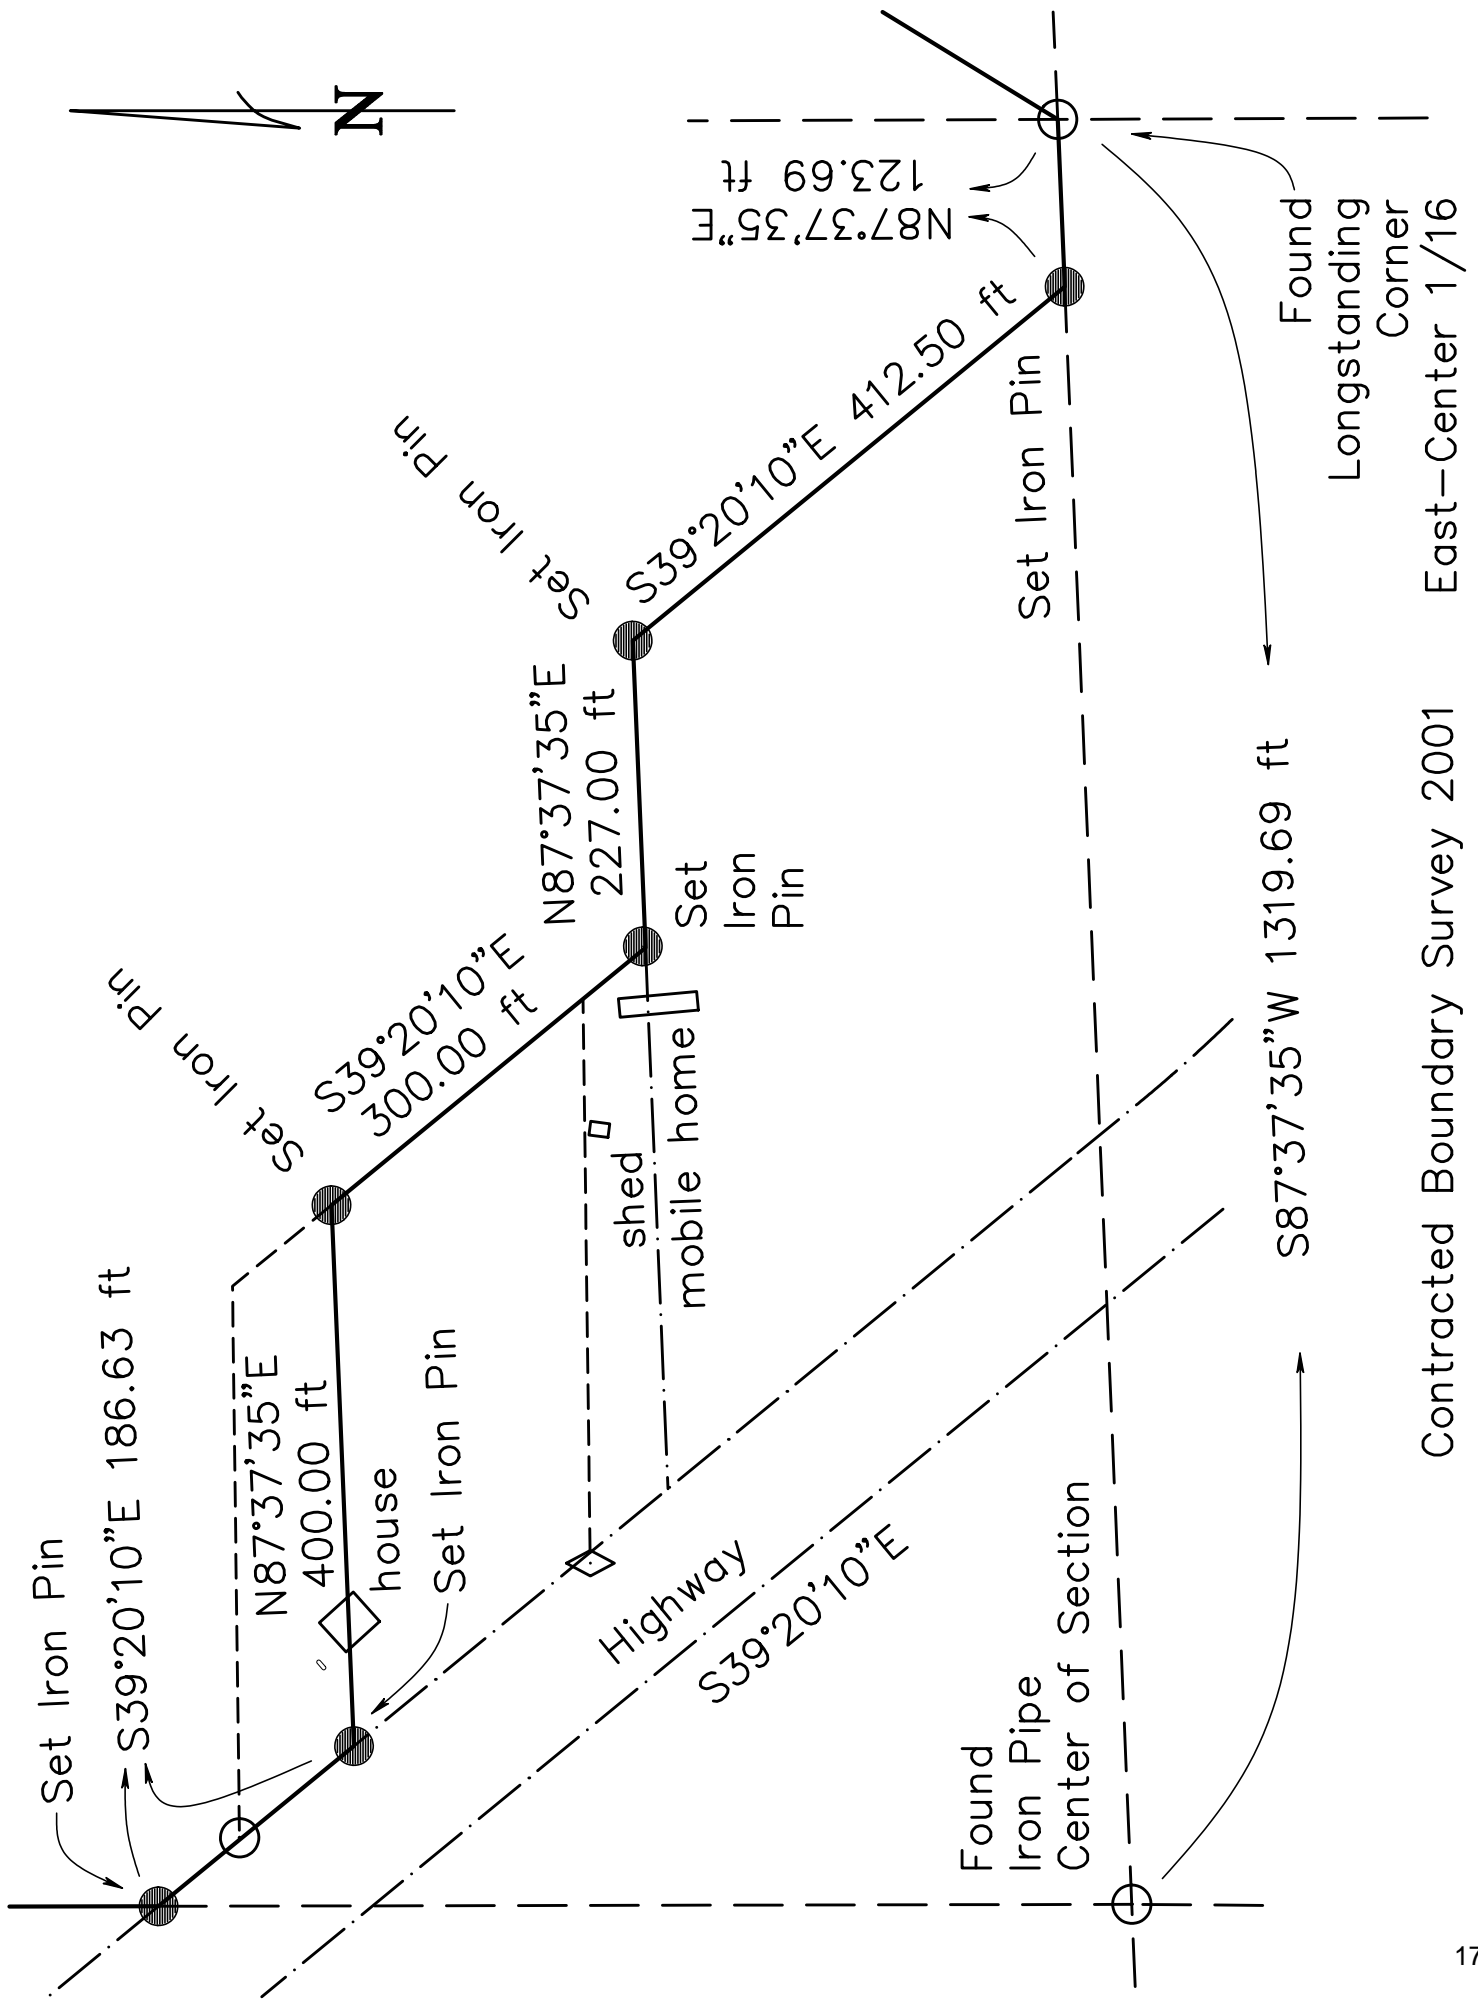 N
Set Iron Pin
S39°20'10"E 186.63 ft
N87°37'35"E
400.00 ft
house
Set Iron Pin
Set Iron Pin
S39°20'10"E
300.00 ft
N87°37'35"E
227.00 ft
Set
Iron
Pin
shed
mobile home
Set Iron Pin
S39°20'10"E 412.50 ft
Set Iron Pin
N87°37'35"E
123.69 ft
Highway
S39°20'10"E
Found
Iron Pipe
Center of Section
S87°37'35"W 1319.69 ft
Found
Longstanding
Corner
East-Center 1/16
Contracted Boundary Survey 2001
17